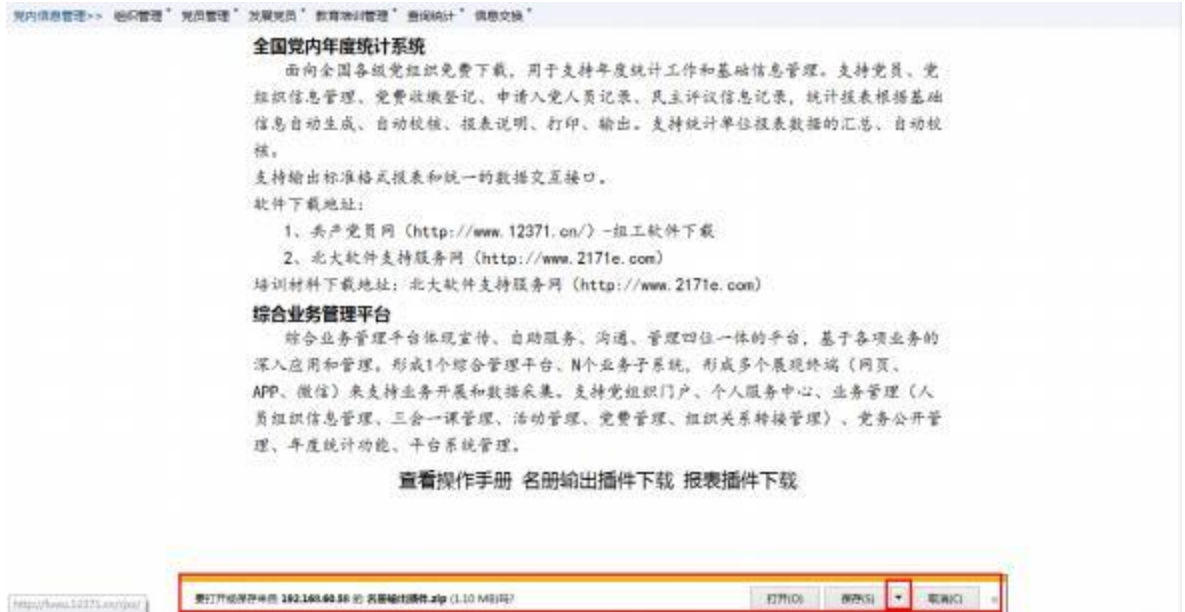 党内信息管理>> 组织管理 党员管理 发展党员 教育培训管理 查询统计 信息交换
全国党内年度统计系统
面向全国各级党组织免费下载，用于支持年度统计工作和基础信息管理。支持党员、党
组织信息管理、党费收缴登记、申请入党人员记录、民主评议信息记录，统计报表根据基础
信息自动生成、自动校核、报表说明、打印、输出。支持统计单位报表数据的汇总、自动校
核。
支持输出标准格式报表和统一的数据交互接口。
软件下载地址：
1、共产党员网（http://www.12371.cn/）-组工软件下载
2、北大软件支持服务网（http://www.2171e.com）
培训材料下载地址：北大软件支持服务网（http://www.2171e.com）
综合业务管理平台
综合业务管理平台体现宣传、自助服务、沟通、管理四位一体的平台，基于各项业务的
深入应用和管理，形成1个综合管理平台、N个业务子系统，形成多个展现终端（网页、
APP、微信）来支持业务开展和数据采集。支持党组织门户、个人服务中心、业务管理（人
员组织信息管理、三会一课管理、活动管理、党费管理、组织关系转接管理）、党务公开管
理、年度统计功能、平台系统管理。
查看操作手册 名册输出插件下载 报表插件下载
要打开或保存来自 192.168.60.58 的 名册输出插件.zip (1.10 MB)吗?
打开(O) 保存(S) 取消(C)